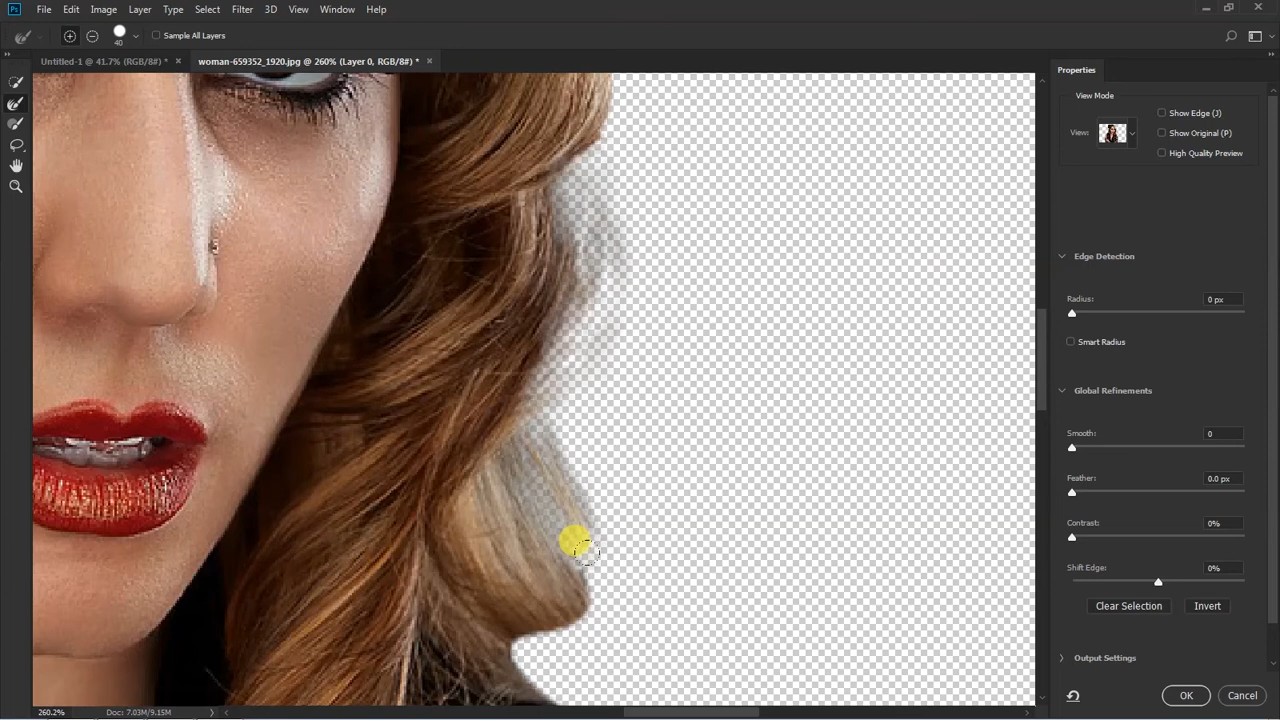 Ps File Edit Image Layer Type Select Filter 3D View Window Help
40 Sample All Layers
Untitled-1 @ 41.7% (RGB/8#) * woman-659352_1920.jpg @ 260% (Layer 0, RGB/8#) *
Properties
View Mode
View:
Show Edge (J)
Show Original (P)
High Quality Preview
Edge Detection
Radius: 0 px
Smart Radius
Global Refinements
Smooth: 0
Feather: 0.0 px
Contrast: 0%
Shift Edge: 0%
Clear Selection Invert
Output Settings
OK Cancel
260.2% Doc: 7.03M/9.15M